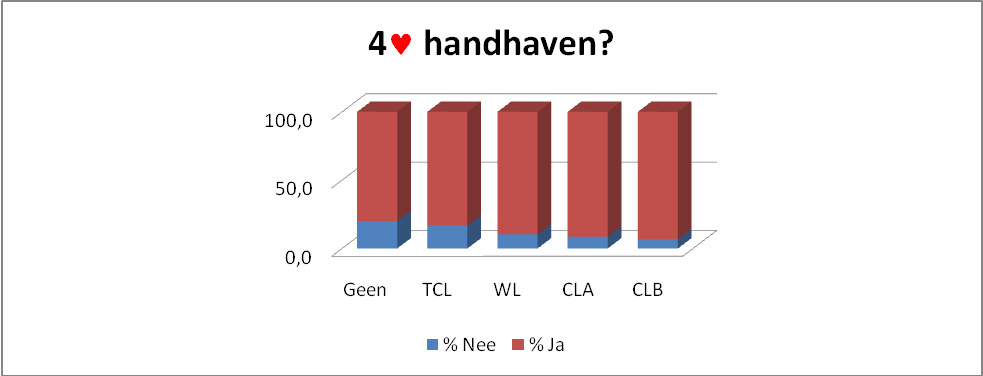 4♥ handhaven?
100,0
50,0
0,0
Geen TCL WL CLA CLB
% Nee % Ja